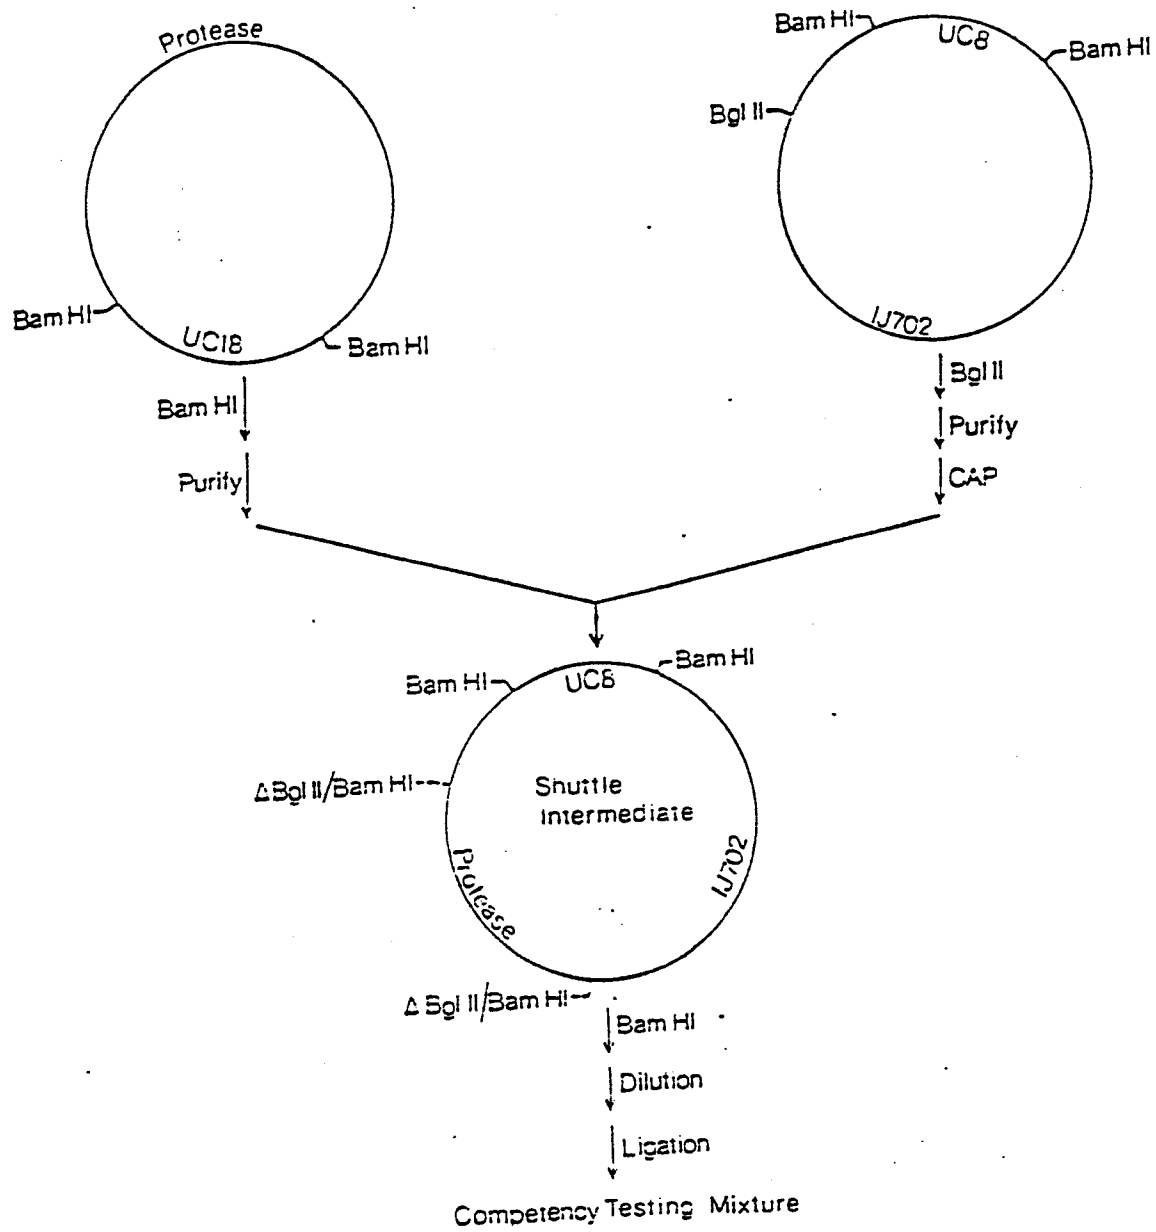 Protease
Bam HI
UC18
Bam HI
Bam HI
Purify
Bam HI
UC8
Bam HI
Bgl II
IJ702
Bgl II
Purify
CAP
Bam HI
UC8
Bam HI
Δ Bgl II/Bam HI
Shuttle
Intermediate
Protease
IJ702
Δ Bgl II/Bam HI
Bam HI
Dilution
Ligation
Competency Testing Mixture